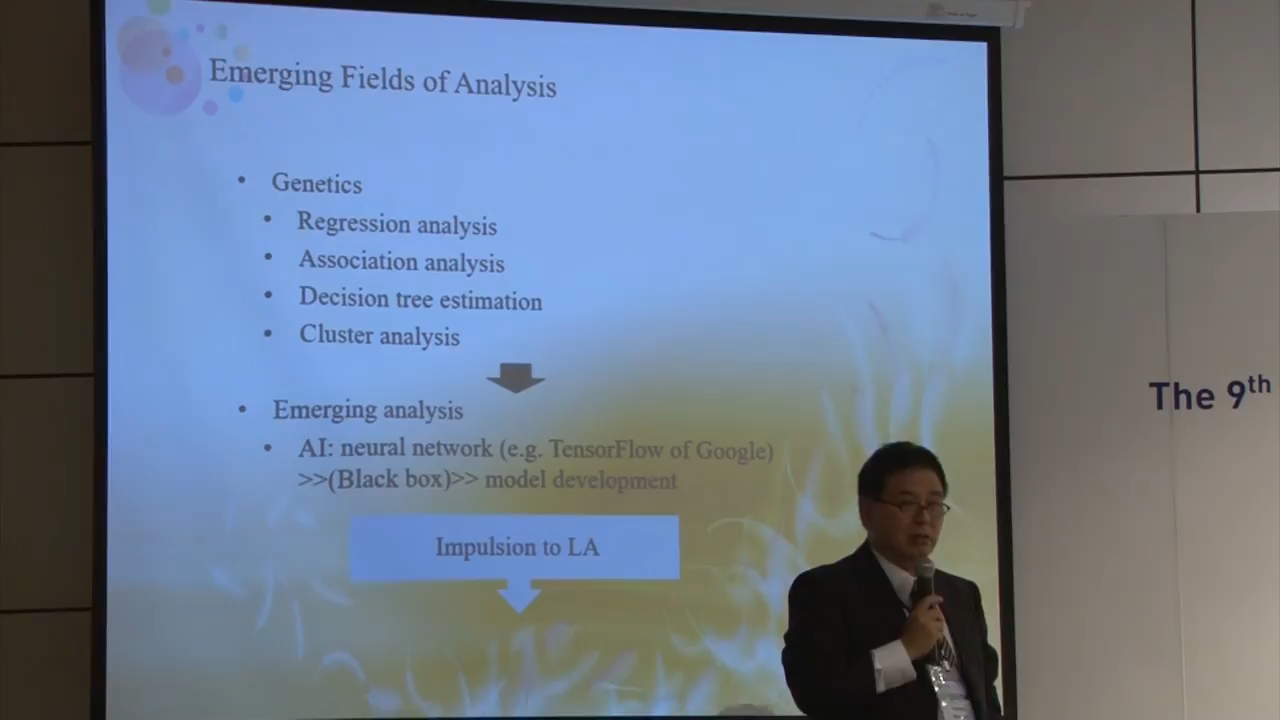 Emerging Fields of Analysis
• Genetics
• Regression analysis
• Association analysis
• Decision tree estimation
• Cluster analysis
• Emerging analysis
• AI: neural network (e.g. TensorFlow of Google)
>>(Black box)>> model development
Impulsion to LA
The 9th